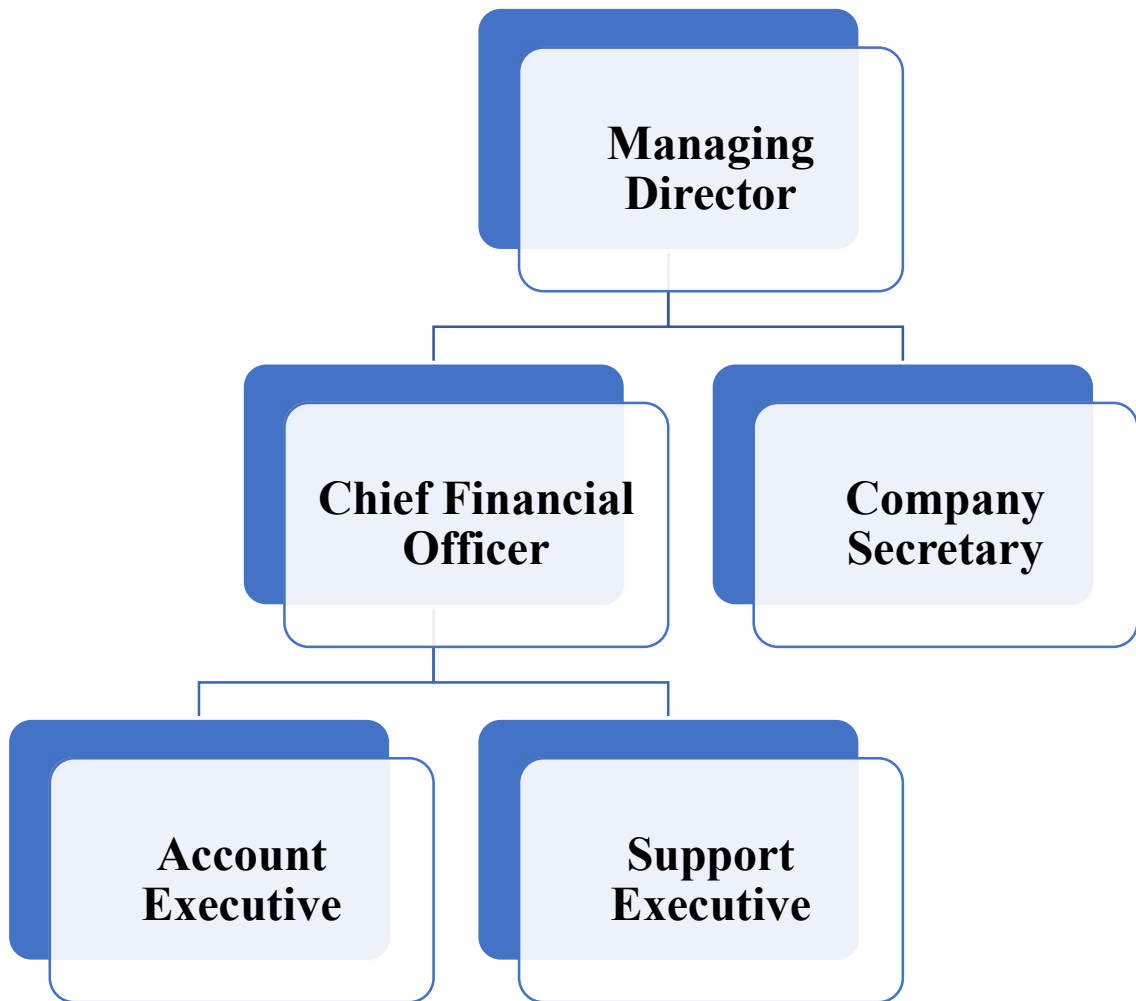 Managing
Director
Chief Financial
Officer
Company
Secretary
Account
Executive
Support
Executive